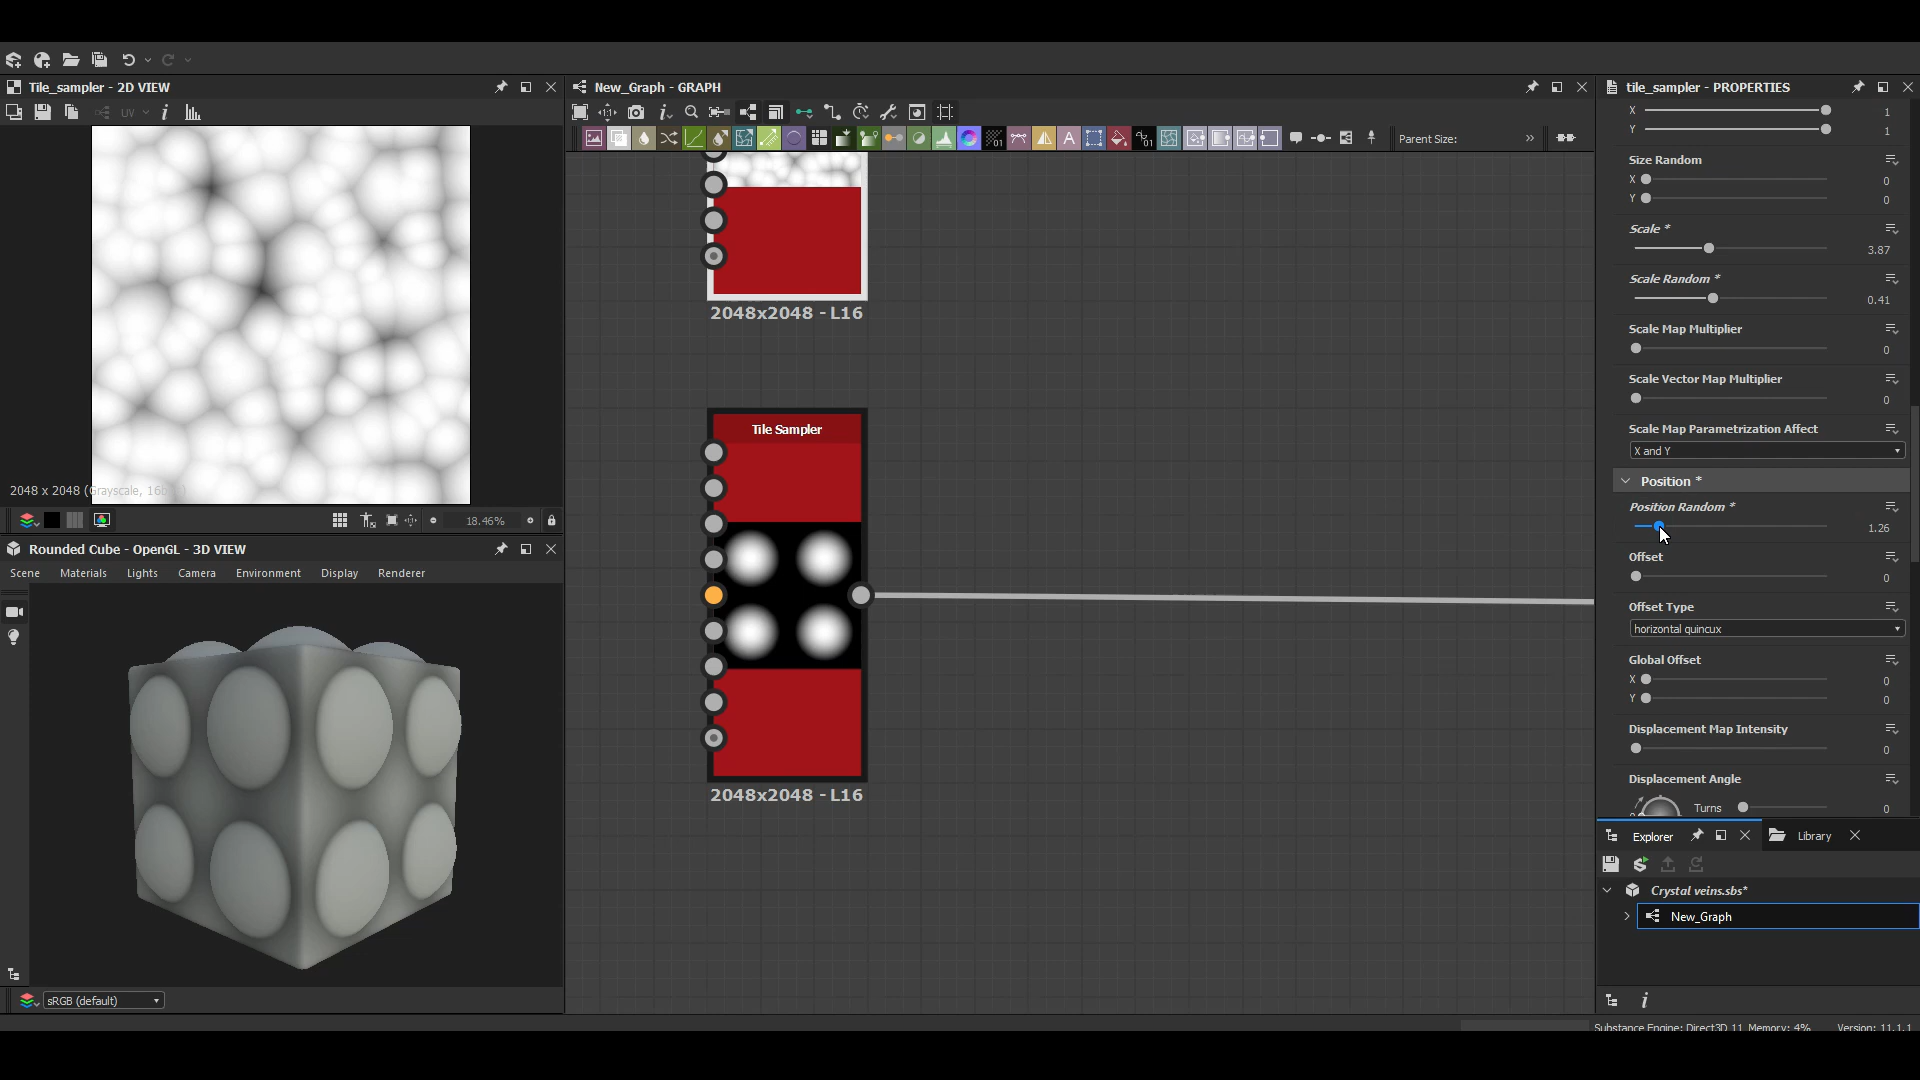 Tile_sampler - 2D VIEW
2048 x 2048 (Grayscale, 16b
UV
18.46%
Rounded Cube - OpenGL - 3D VIEW
Scene Materials Lights Camera Environment Display Renderer
sRGB (default)
New_Graph - GRAPH
01 A 01 Parent Size: »
2048x2048 - L16
Tile Sampler
2048x2048 - L16
tile_sampler - PROPERTIES
X 1
Y 1
Size Random
X 0
Y 0
Scale *
3.87
Scale Random *
0.41
Scale Map Multiplier
0
Scale Vector Map Multiplier
0
Scale Map Parametrization Affect
X and Y
Position *
Position Random *
1.26
Offset
0
Offset Type
horizontal quincux
Global Offset
X 0
Y 0
Displacement Map Intensity
0
Displacement Angle
Turns 0
Explorer Library
Crystal veins.sbs*
New_Graph
Substance Engine: Direct3D 11 Memory: 4% Version: 11.1.1